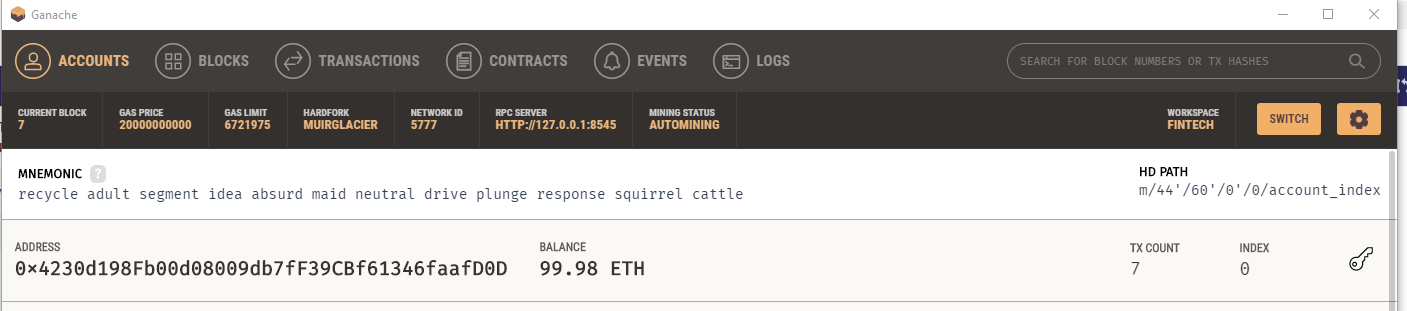 Ganache
ACCOUNTS BLOCKS TRANSACTIONS CONTRACTS EVENTS LOGS SEARCH FOR BLOCK NUMBERS OR TX HASHES
CURRENT BLOCK GAS PRICE GAS LIMIT HARDFORK NETWORK ID RPC SERVER MINING STATUS WORKSPACE
7 20000000000 6721975 MUIRGLACIER 5777 HTTP://127.0.0.1:8545 AUTOMINING FINTECH SWITCH
MNEMONIC ? HD PATH
recycle adult segment idea absurd maid neutral drive plunge response squirrel cattle m/44'/60'/0'/0/account_index
ADDRESS BALANCE TX COUNT INDEX
0×4230d198Fb00d08009db7fF39CBf61346faafD0D 99.98 ETH 7 0